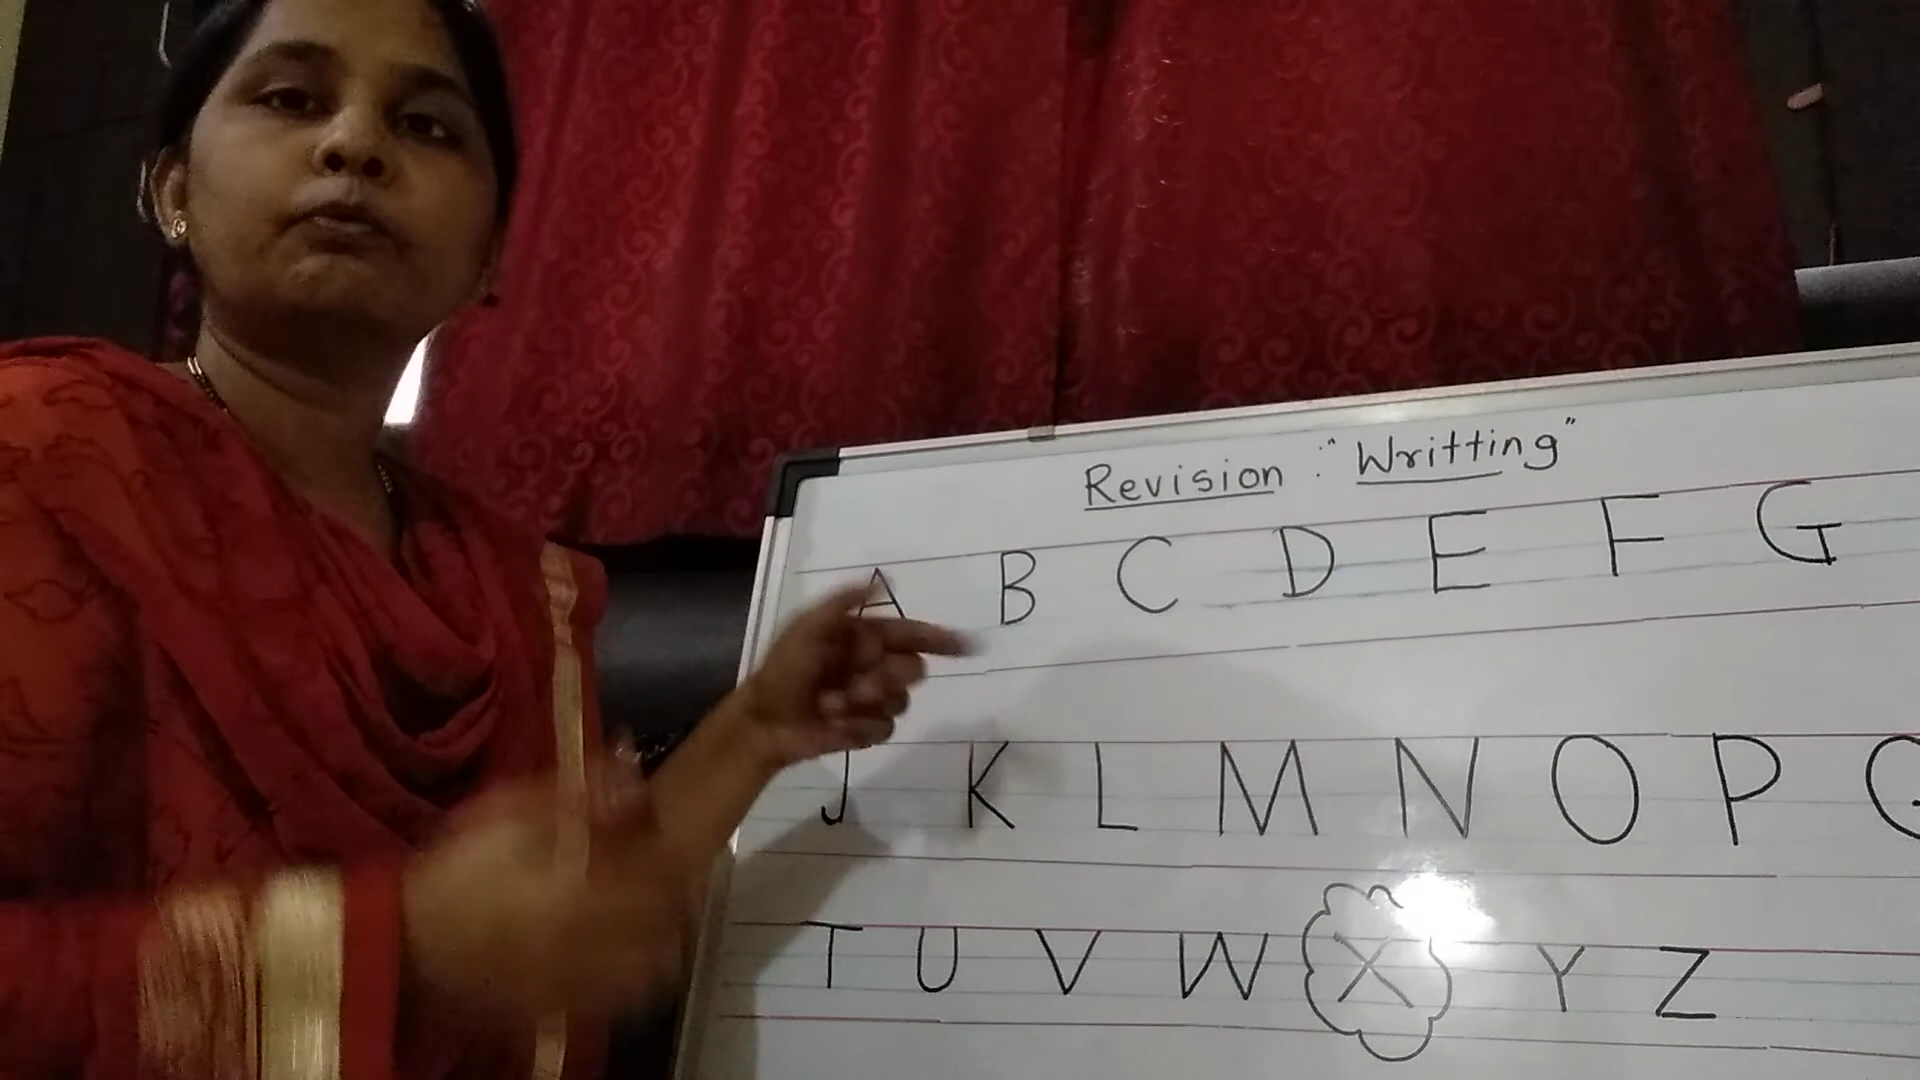 Revision : "Writting"
A B C D E F G
J K L M N O P
T U V W X Y Z